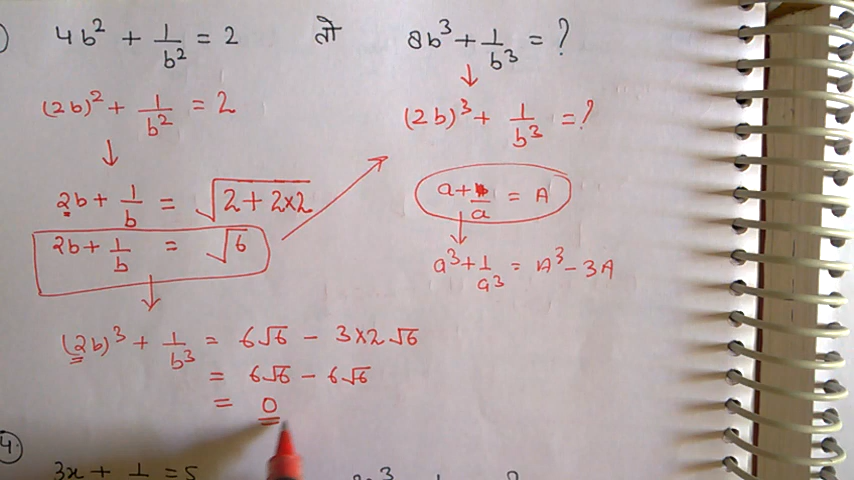 4b² + 1/b² = 2 तो 8b³ + 1/b³ = ?
(2b)² + 1/b² = 2
(2b)³ + 1/b³ = ?
2b + 1/b = √(2 + 2×2)
2b + 1/b = √6
a + 1/a = A
a³ + 1/a³ = A³ - 3A
(2b)³ + 1/b³ = 6√6 - 3×2√6
= 6√6 - 6√6
= 0
4.
3x + 1 = 5